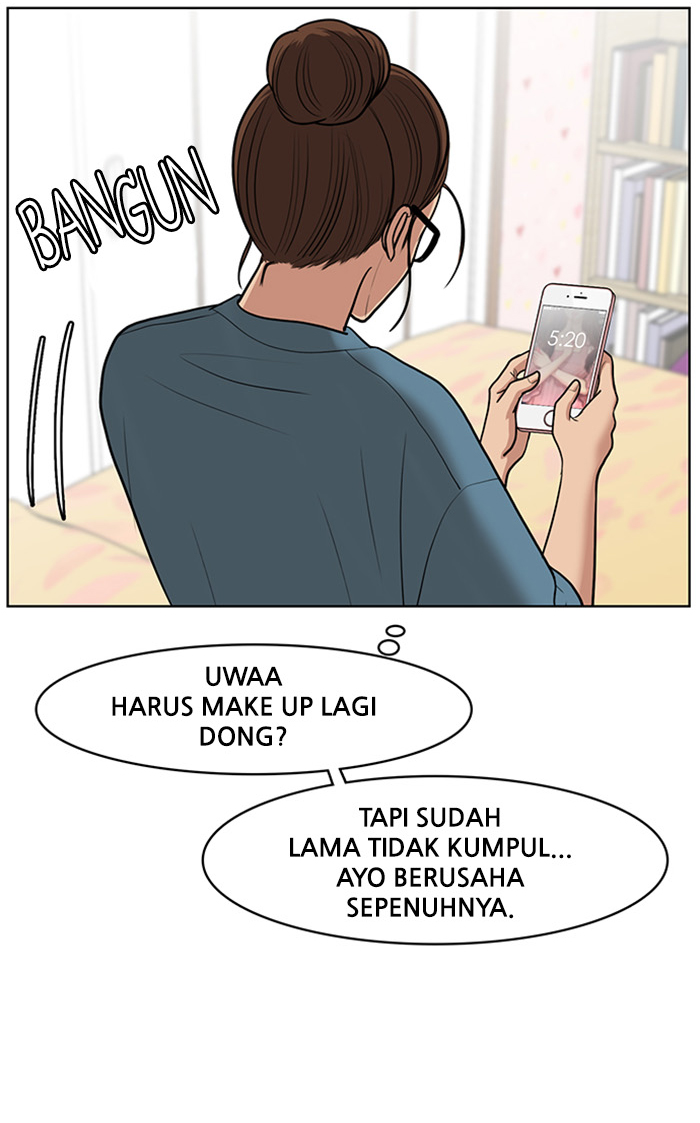 BANGUN
5:20
UWAA
HARUS MAKE UP LAGI
DONG?
TAPI SUDAH
LAMA TIDAK KUMPUL...
AYO BERUSAHA
SEPENUHNYA.